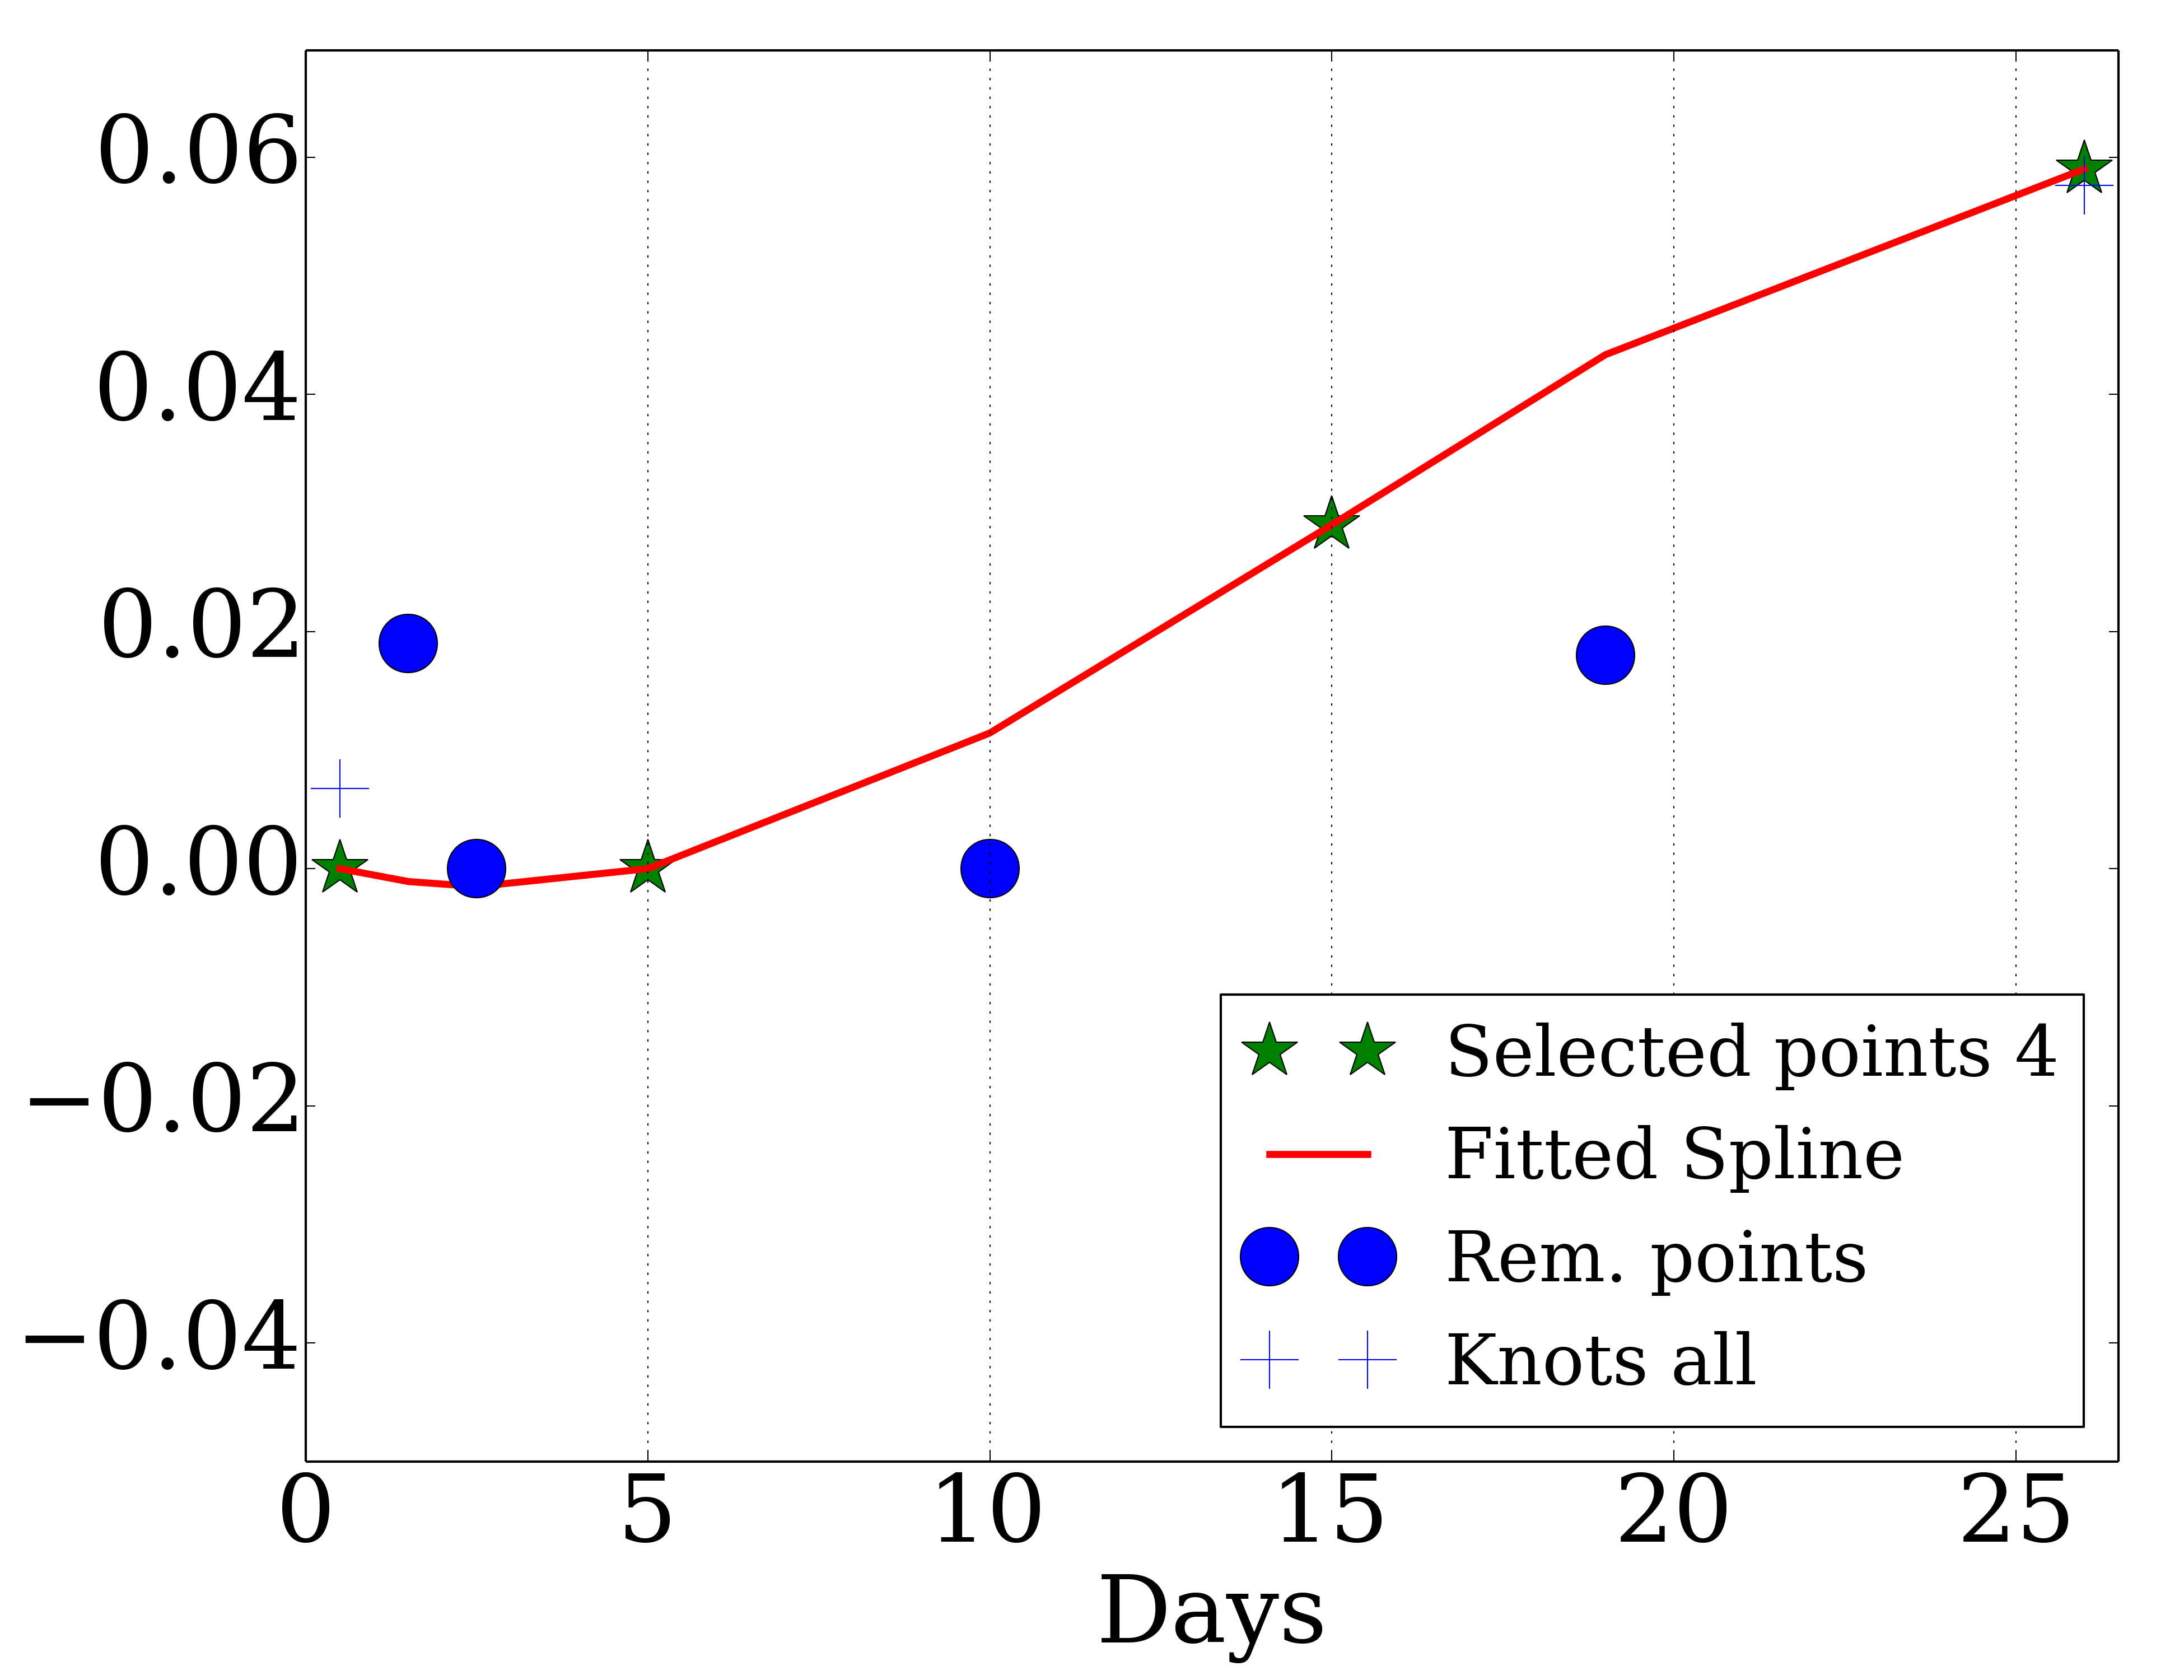 0.06
0.04
0.02
0.00
−0.02
−0.04
Selected points 4
Fitted Spline
Rem. points
Knots all
0 5 10 15 20 25
Days